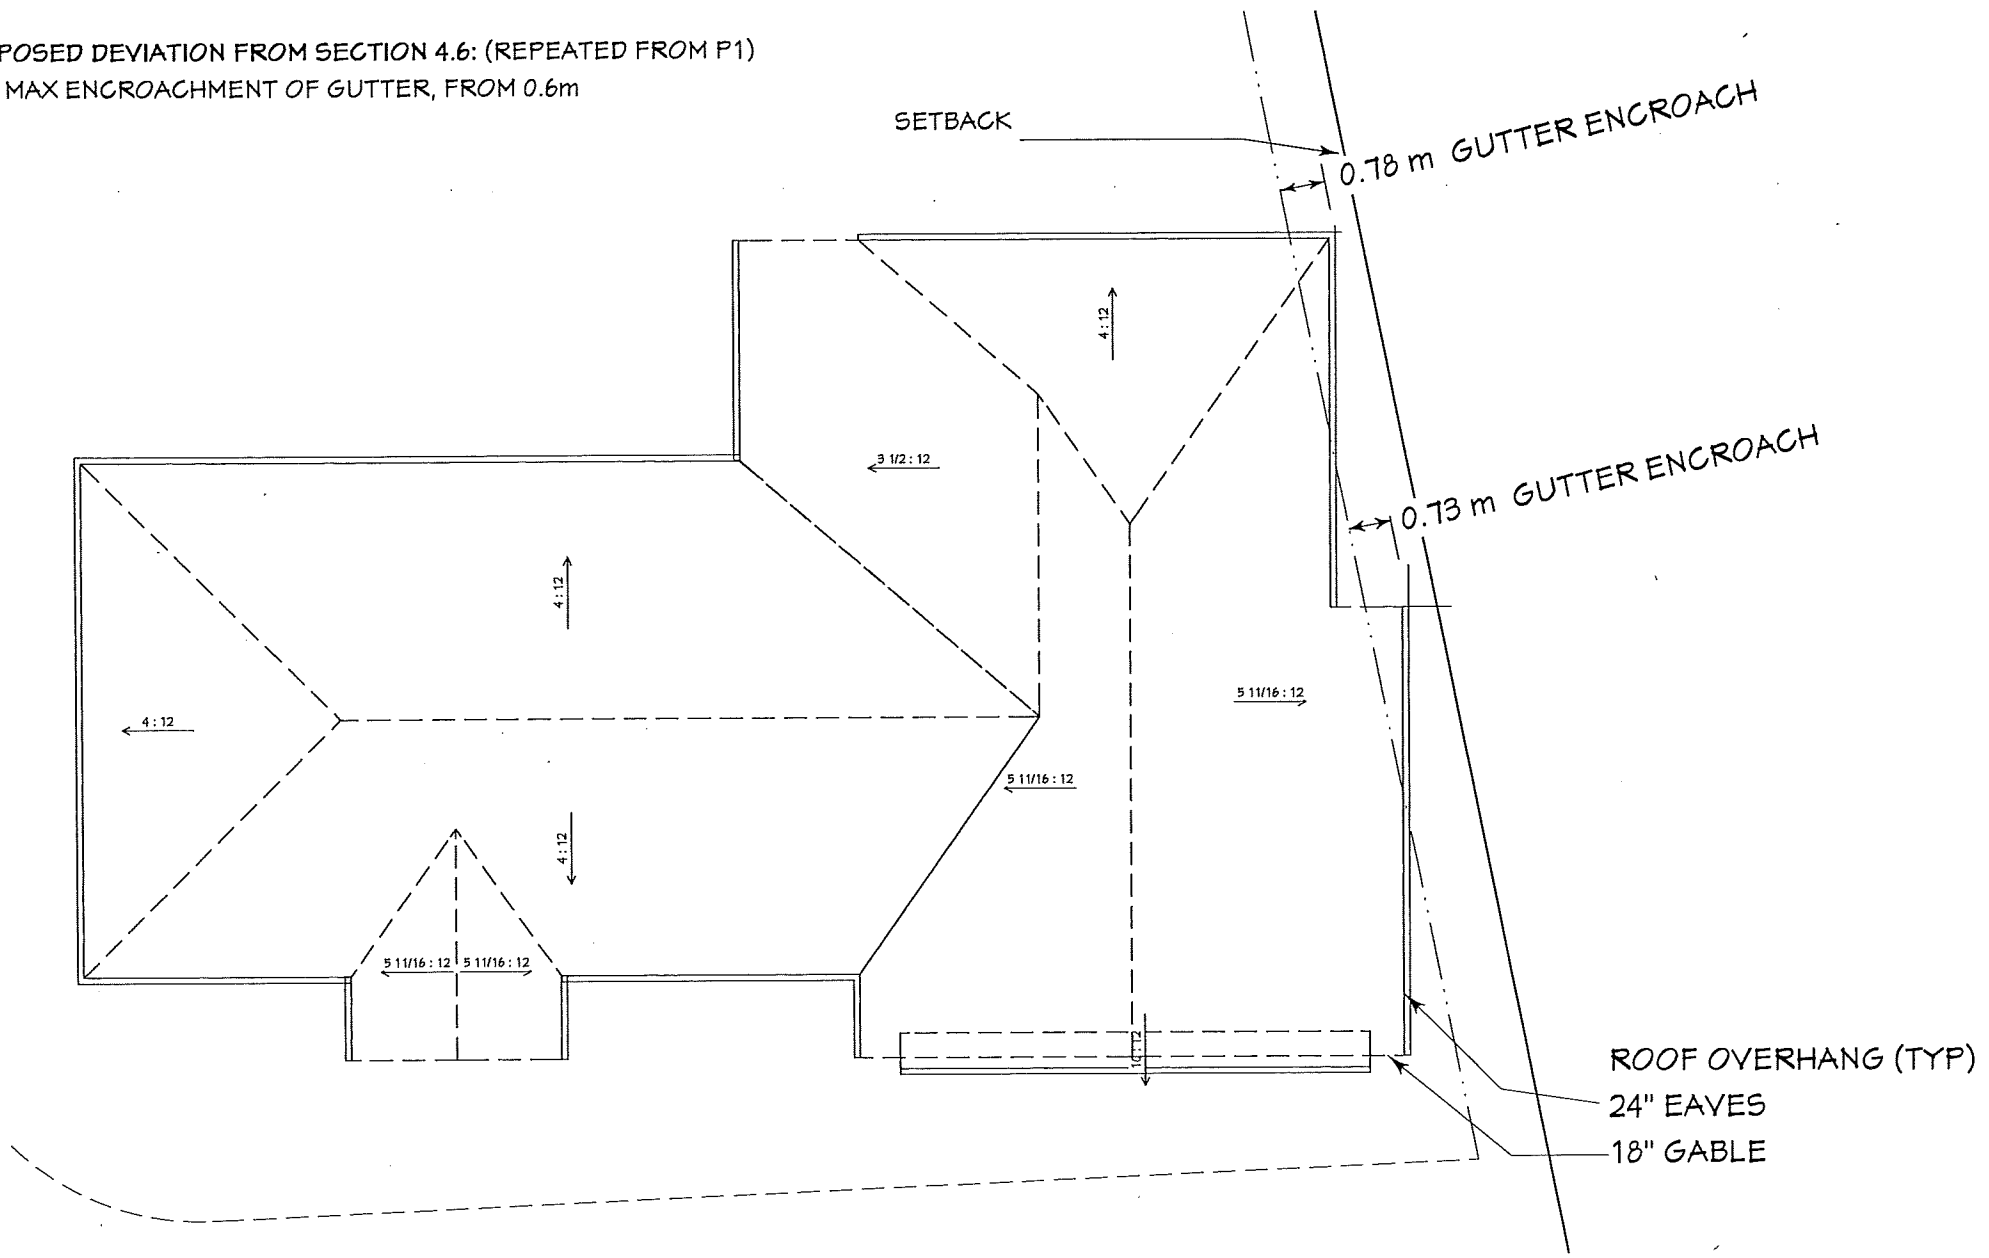 POSED DEVIATION FROM SECTION 4.6: (REPEATED FROM P1)
MAX ENCROACHMENT OF GUTTER, FROM 0.6m
SETBACK
0.78 m GUTTER ENCROACH
4:12
3 1/2:12
0.73 m GUTTER ENCROACH
4:12
5 11/16:12
4:12
5 11/16:12
4:12
5 11/16:12
5 11/16:12
ROOF OVERHANG (TYP)
24" EAVES
18" GABLE